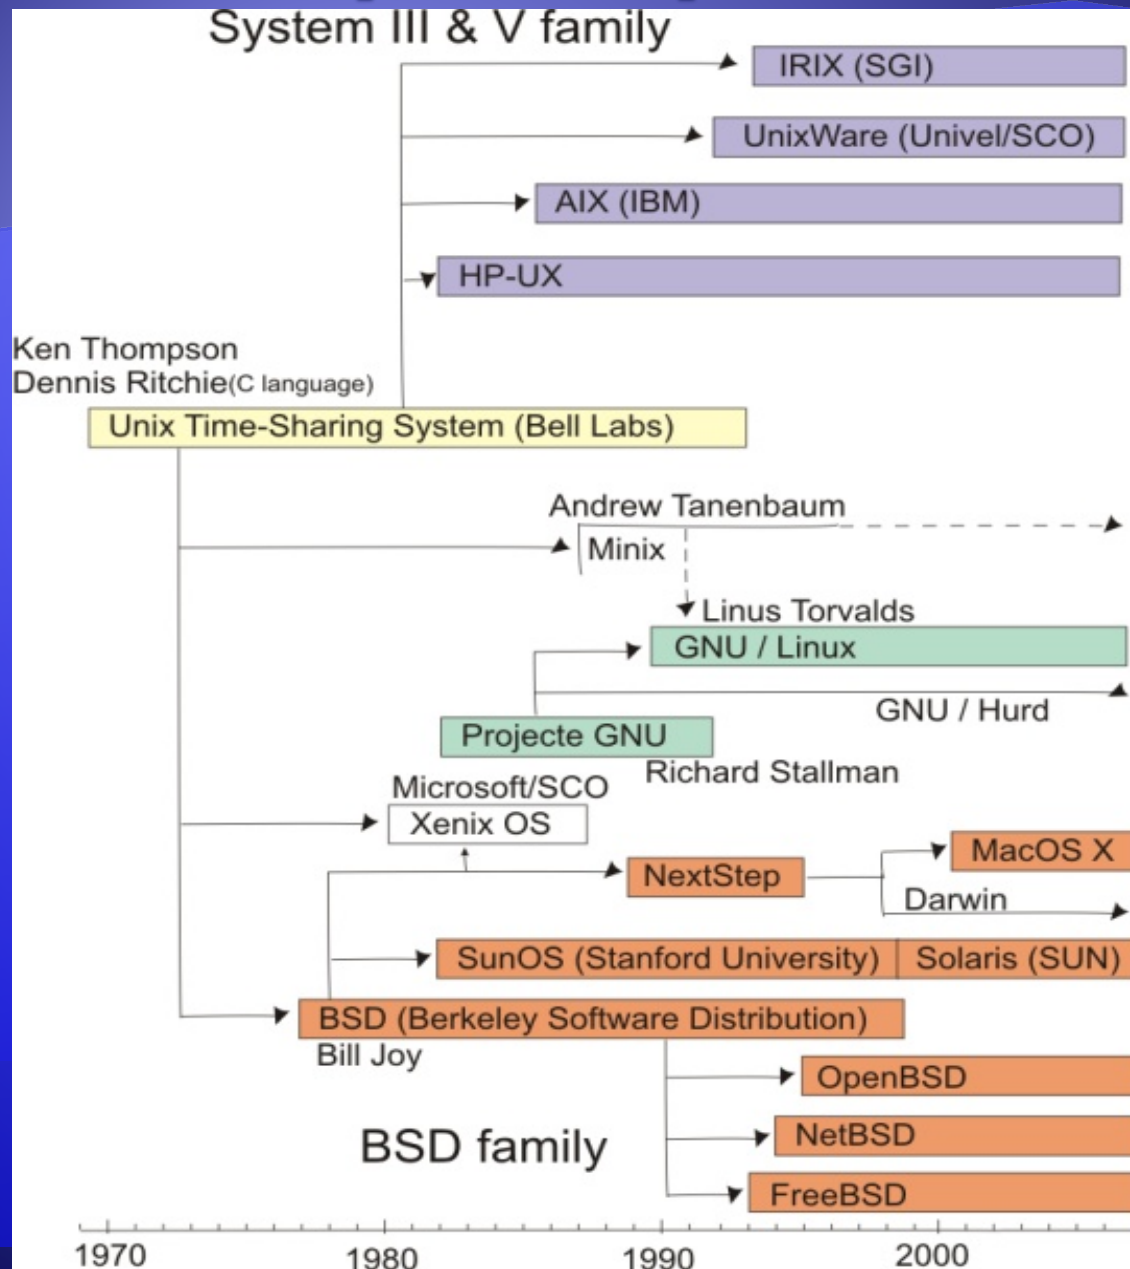 System III & V family
IRIX (SGI)
UnixWare (Univel/SCO)
AIX (IBM)
HP-UX
Ken Thompson
Dennis Ritchie(C language)
Unix Time-Sharing System (Bell Labs)
Andrew Tanenbaum
Minix
Linus Torvalds
GNU / Linux
GNU / Hurd
Projecte GNU
Richard Stallman
Microsoft/SCO
Xenix OS
MacOS X
NextStep
Darwin
SunOS (Stanford University) Solaris (SUN)
BSD (Berkeley Software Distribution)
Bill Joy
OpenBSD
BSD family
NetBSD
FreeBSD
1970 1980 1990 2000